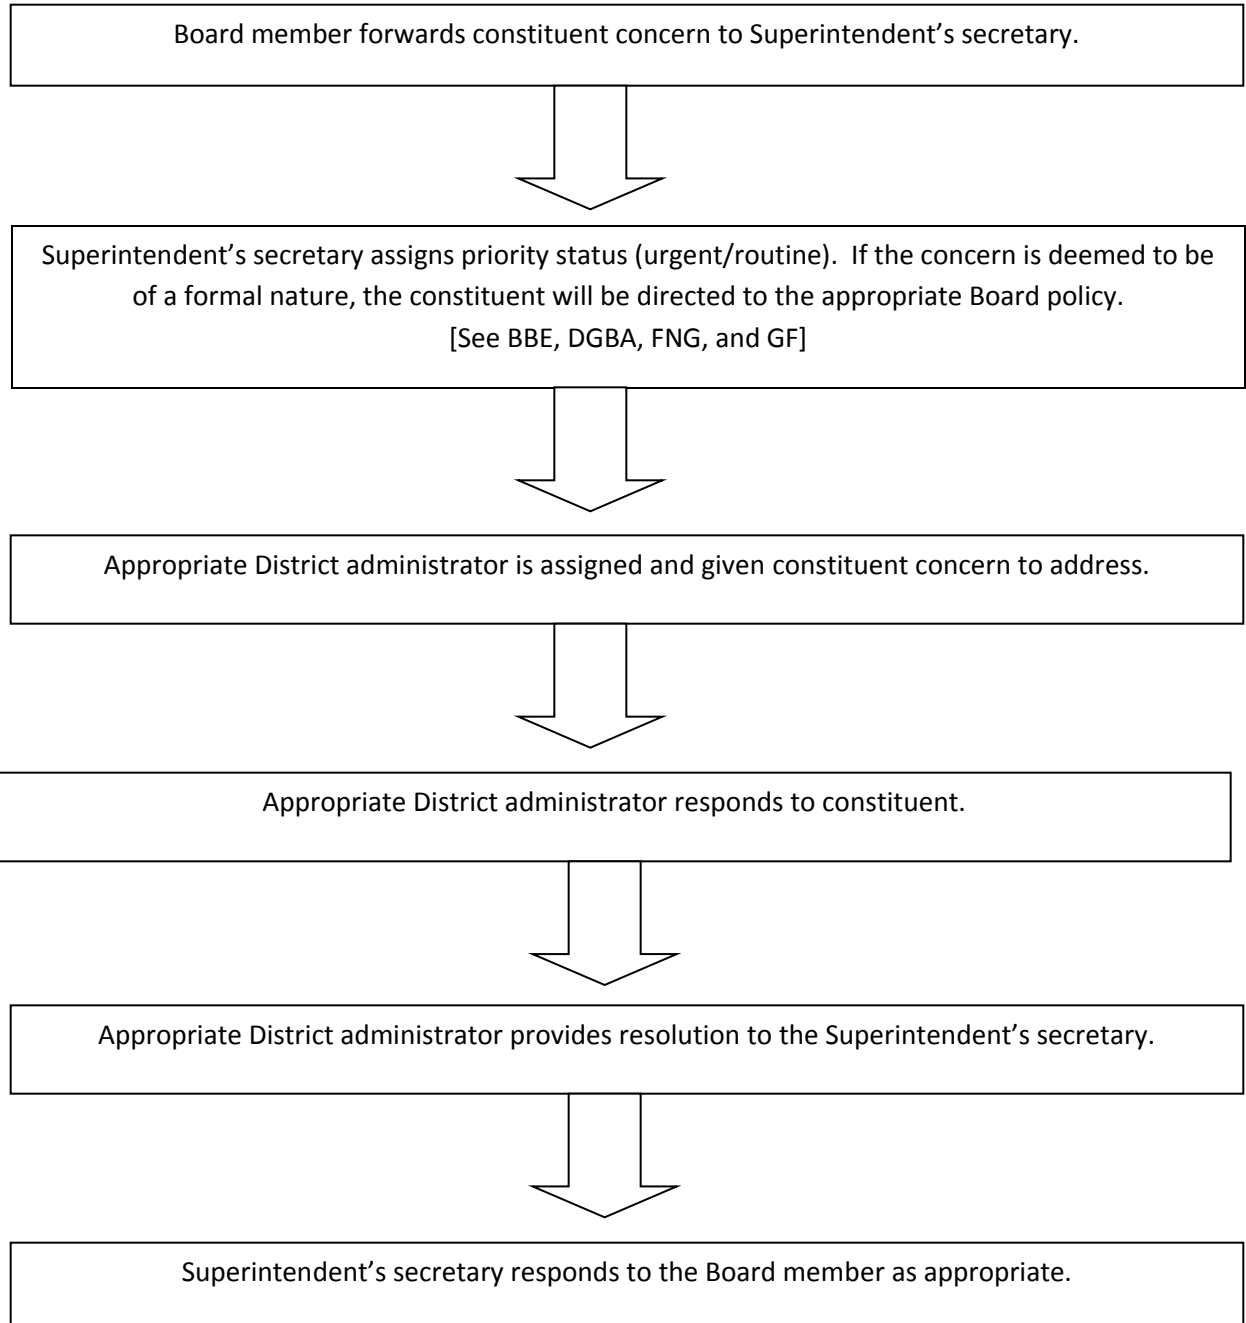 Board member forwards constituent concern to Superintendent’s secretary.
Superintendent’s secretary assigns priority status (urgent/routine).  If the concern is deemed to be
of a formal nature, the constituent will be directed to the appropriate Board policy.
[See BBE, DGBA, FNG, and GF]
Appropriate District administrator is assigned and given constituent concern to address.
Appropriate District administrator responds to constituent.
Appropriate District administrator provides resolution to the Superintendent’s secretary.
Superintendent’s secretary responds to the Board member as appropriate.